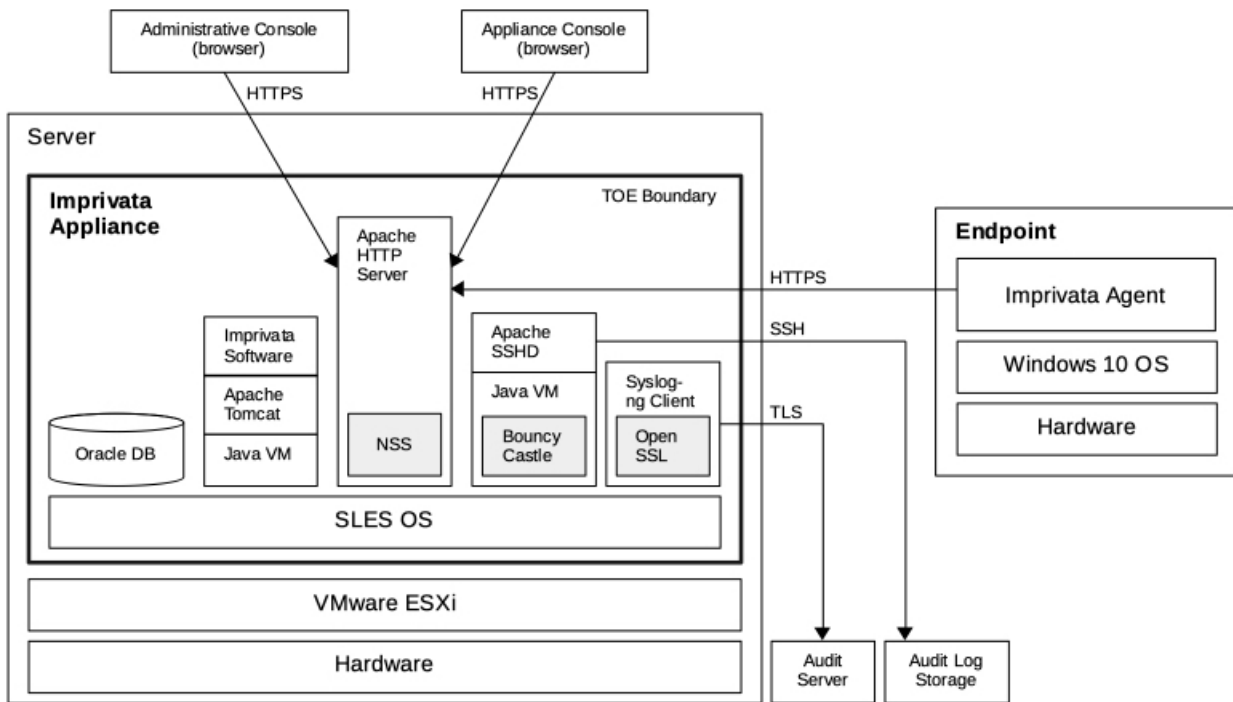 Administrative Console
(browser)
Appliance Console
(browser)
HTTPS
HTTPS
Server
Imprivata
Appliance
TOE Boundary
Apache
HTTP
Server
NSS
Imprivata
Software
Apache
Tomcat
Java VM
Oracle DB
Apache
SSHD
Java VM
Bouncy
Castle
Syslog-
ng Client
Open
SSL
SLES OS
VMware ESXi
Hardware
HTTPS
SSH
TLS
Endpoint
Imprivata Agent
Windows 10 OS
Hardware
Audit
Server
Audit Log
Storage